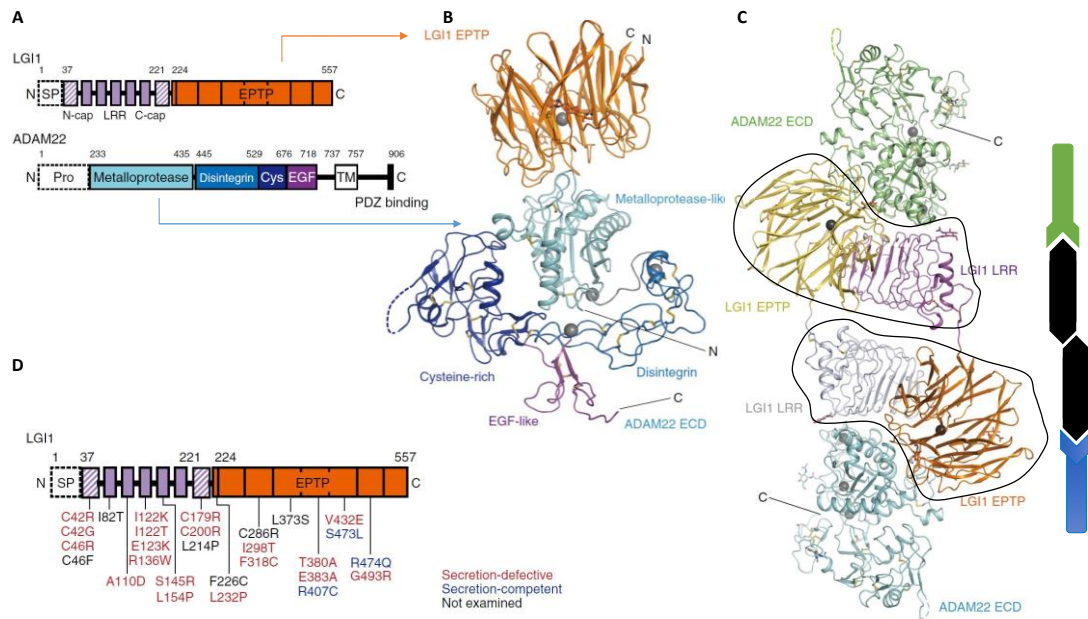 A
LGI1
1 37 221 224 557
N SP EPTP C
N-cap LRR C-cap
ADAM22
1 233 435 445 529 676 718 737 757 906
N Pro Metalloprotease Disintegrin Cys EGF TM C
PDZ binding
B
LGI1 EPTP
C N
Metalloprotease-like
Cysteine-rich
Disintegrin
N
EGF-like
C
ADAM22 ECD
C
ADAM22 ECD
C
LGI1 LRR
LGI1 EPTP
LGI1 LRR
LGI1 EPTP
C
ADAM22 ECD
D
LGI1
1 37 221 224 557
N SP EPTP C
C42R
C42G
C46R
C46F
I82T
A110D
I122K
I122T
E123K
R136W
S145R
L154P
C179R
C200R
L214P
F226C
L232P
C286R
I298T
F318C
L373S
T380A
E383A
R407C
V432E
S473L
R474Q
G493R
Secretion-defective
Secretion-competent
Not examined